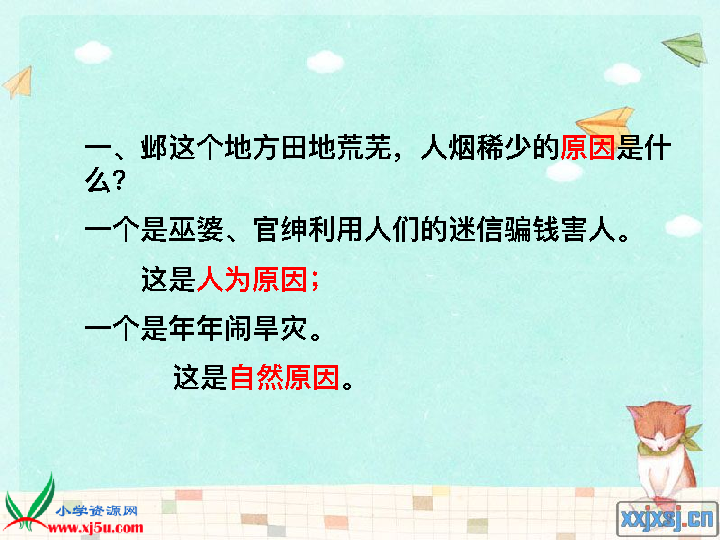 一、邺这个地方田地荒芜，人烟稀少的原因是什
么？
一个是巫婆、官绅利用人们的迷信骗钱害人。
这是人为原因；
一个是年年闹旱灾。
这是自然原因。
小学资源网
www.xj5u.com
xxjxsj.cn